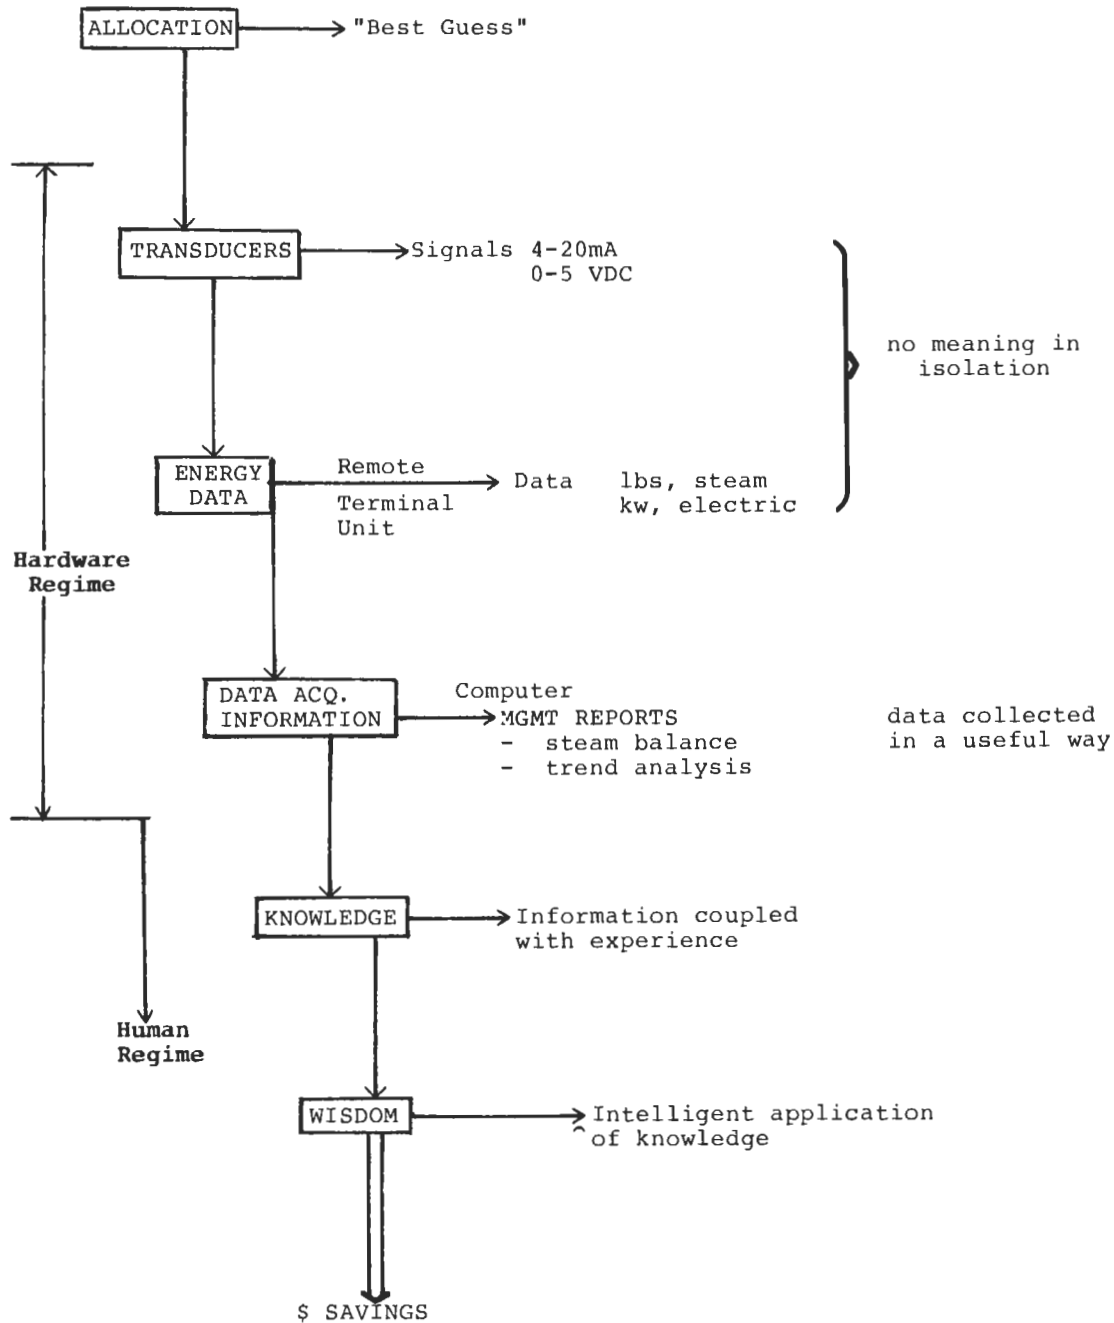 ALLOCATION "Best Guess"
TRANSDUCERS Signals 4-20mA
0-5 VDC
no meaning in
isolation
ENERGY
DATA
Remote
Terminal
Unit
Data lbs, steam
kw, electric
Hardware
Regime
DATA ACQ.
INFORMATION
Computer
MGMT REPORTS
- steam balance
- trend analysis
data collected
in a useful way
KNOWLEDGE
Information coupled
with experience
Human
Regime
WISDOM
Intelligent application
of knowledge
$ SAVINGS